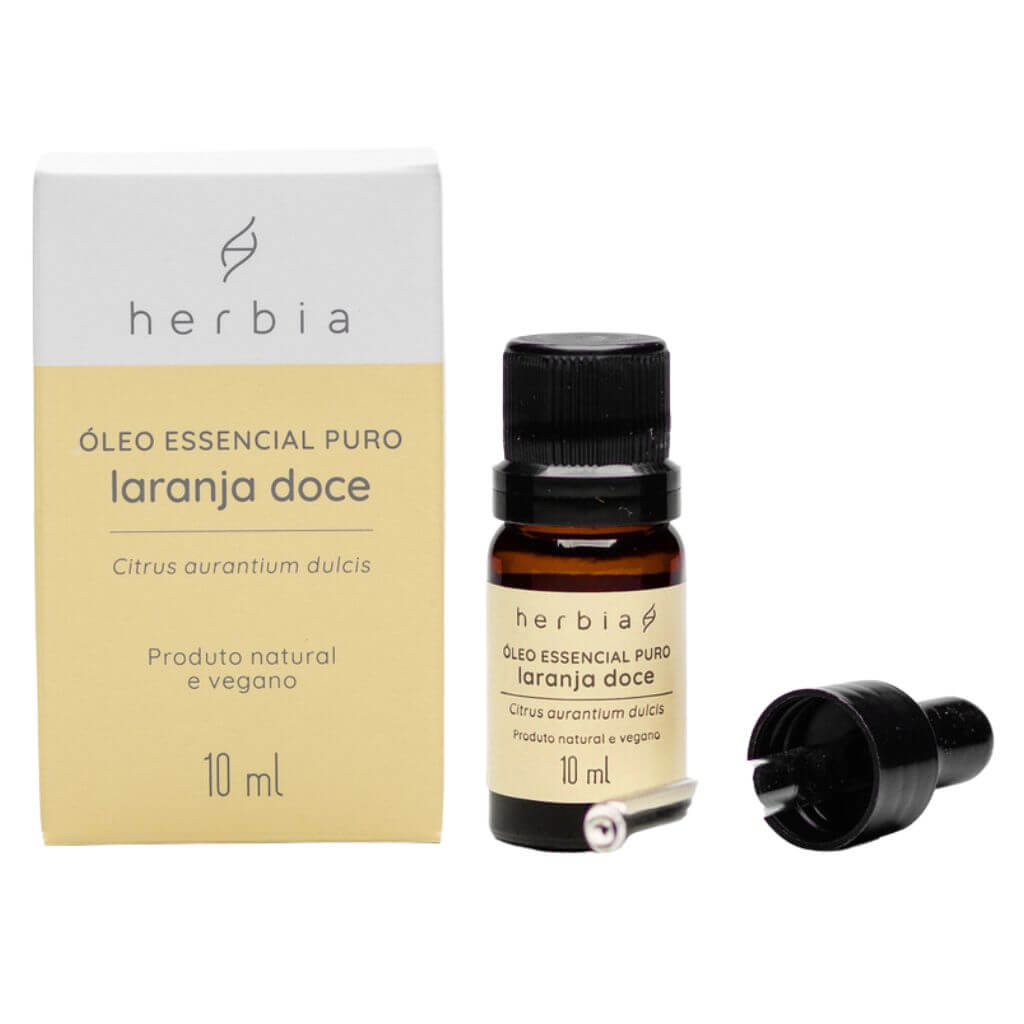 herbia
ÓLEO ESSENCIAL PURO
laranja doce
Citrus aurantium dulcis
Produto natural
e vegano
10 ml
herbia
ÓLEO ESSENCIAL PURO
laranja doce
Citrus aurantium dulcis
Produto natural e vegano
10 ml